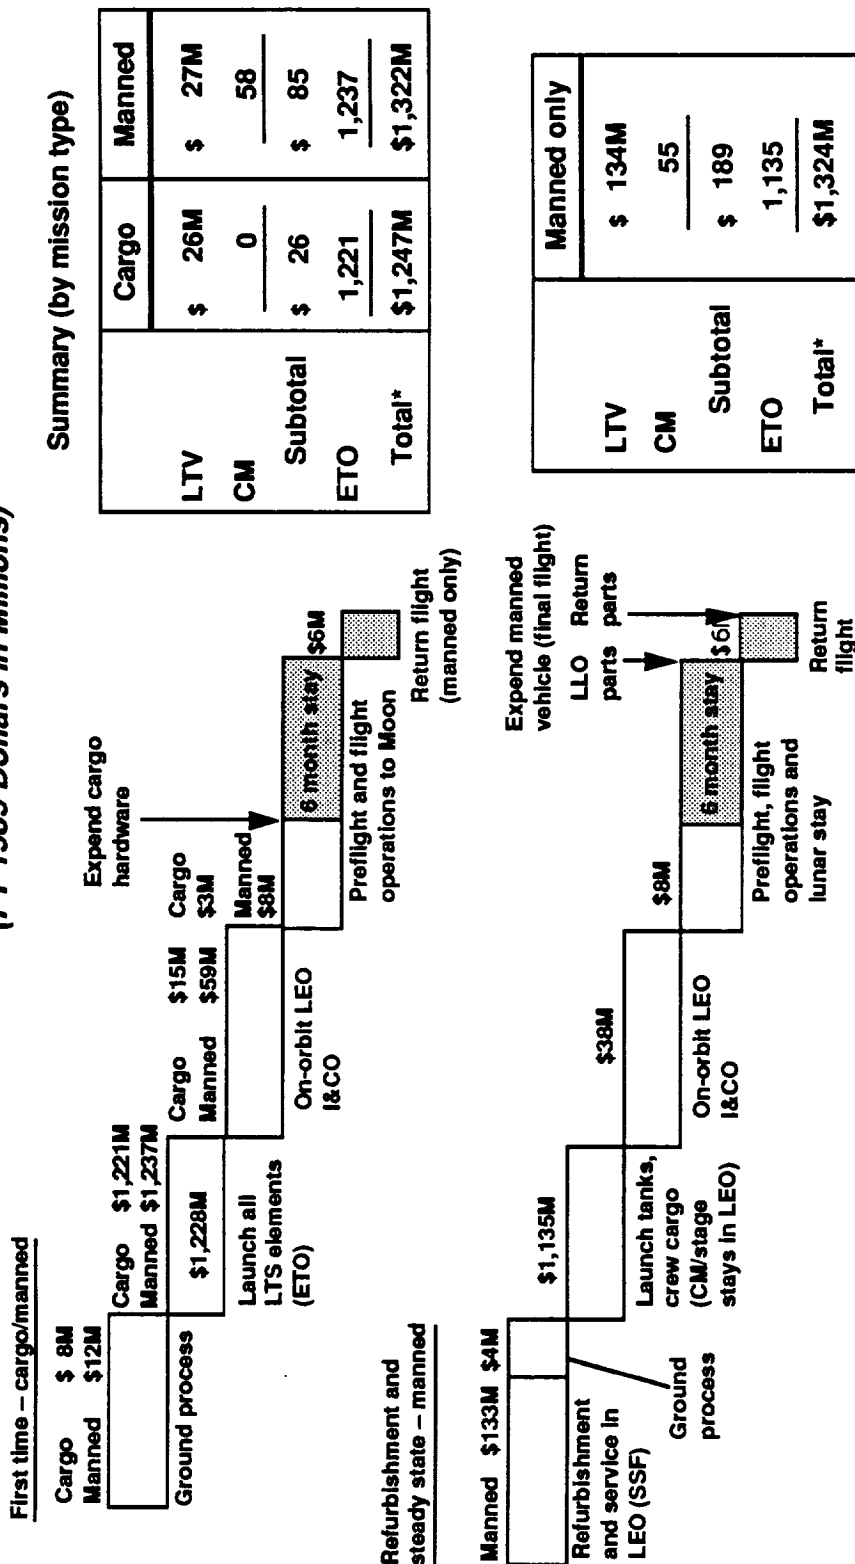 First time – cargo/manned
Cargo $ 8M
Manned $12M
Ground process
Cargo $1,221M
Manned $1,237M
$1,228M
Launch all
LTS elements
(ETO)
Cargo $15M
Manned $59M
On-orbit LEO
I&CO
Cargo
$3M
Manned
$8M
Expend cargo
hardware
6 month stay
Preflight and flight
operations to Moon
$6M
Return flight
(manned only)
Summary (by mission type)
Cargo Manned
LTV $ 26M $ 27M
CM 0 58
Subtotal $ 26 $ 85
ETO 1,221 1,237
Total* $1,247M $1,322M
Refurbishment and
steady state – manned
Manned $133M $4M
Refurbishment
and service in
LEO (SSF)
Ground
process
$1,135M
Launch tanks,
crew cargo
(CM/stage
stays in LEO)
$38M
On-orbit LEO
I&CO
$8M
6 month stay
Preflight, flight
operations and
lunar stay
Expend manned
vehicle (final flight)
LLO Return
parts parts
Return
flight
Manned only
LTV $ 134M
CM 55
Subtotal $ 189
ETO 1,135
Total* $1,324M